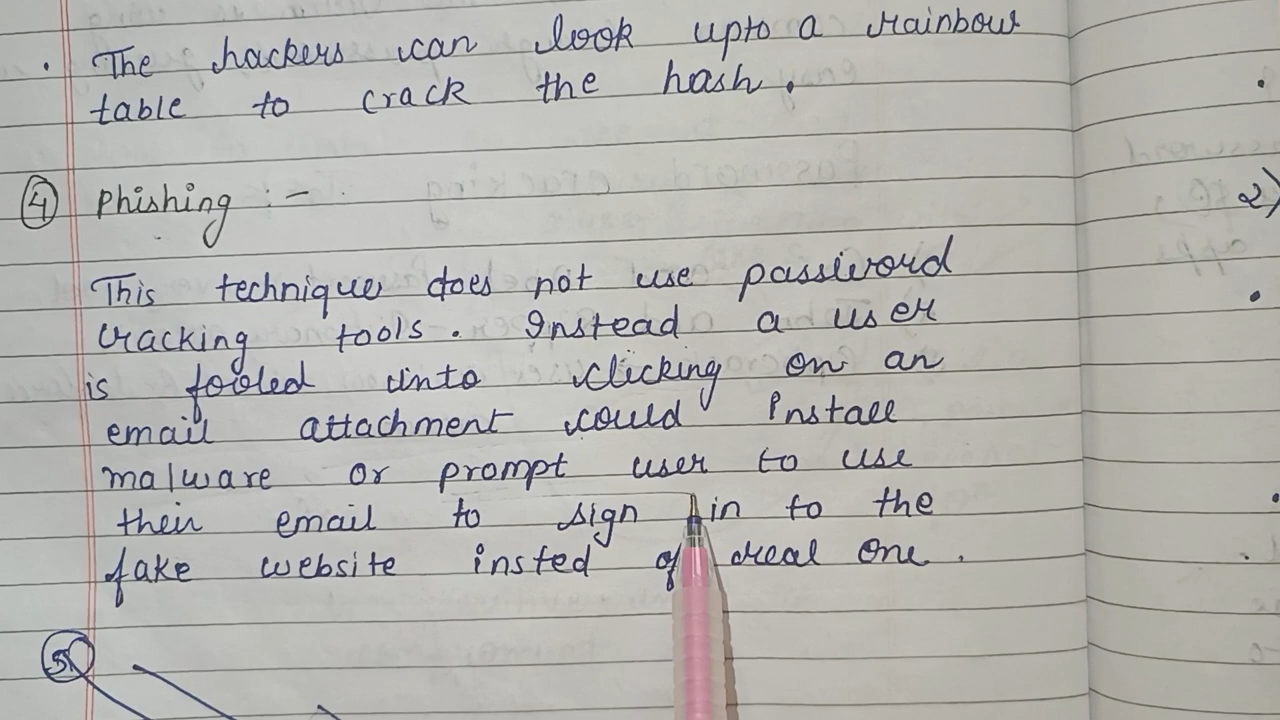 . The hackers can look upto a rainbow
table to crack the hash.
④ Phishing :-
This technique does not use password
cracking tools. Instead a user
is fooled into clicking on an
email attachment could Install
malware or prompt user to use
their email to sign in to the
fake website insted of real one.
⑤
2)